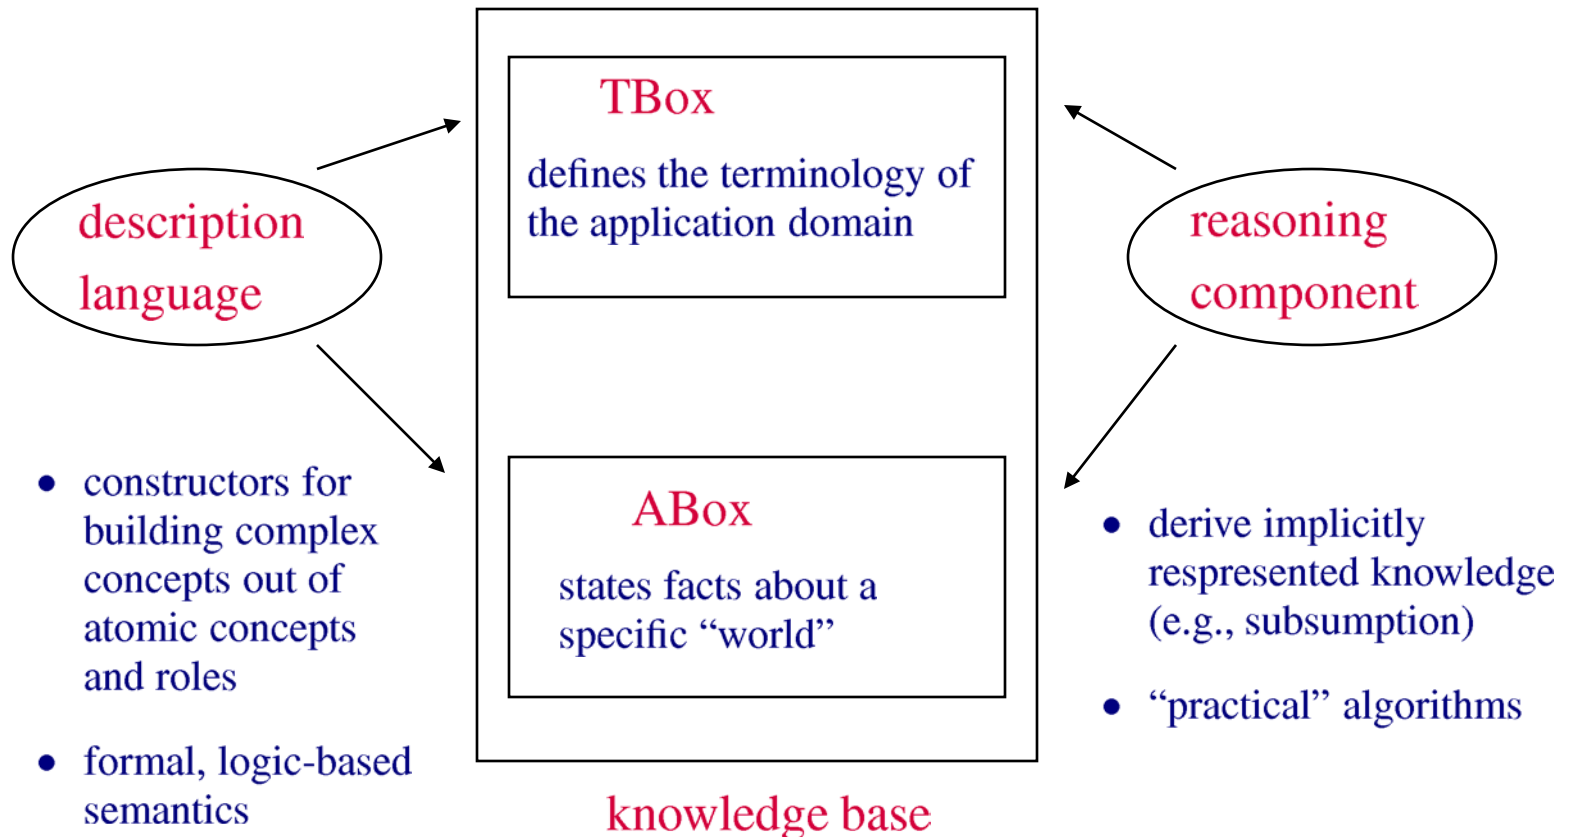 TBox
defines the terminology of
the application domain
description
language
reasoning
component
ABox
states facts about a
specific “world”
• constructors for
building complex
concepts out of
atomic concepts
and roles
• formal, logic-based
semantics
• derive implicitly
respresented knowledge
(e.g., subsumption)
• “practical” algorithms
knowledge base